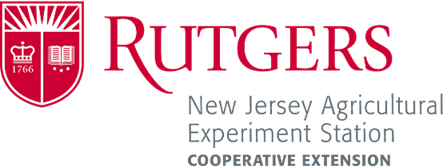 RUTGERS
1766
New Jersey Agricultural
Experiment Station
COOPERATIVE EXTENSION